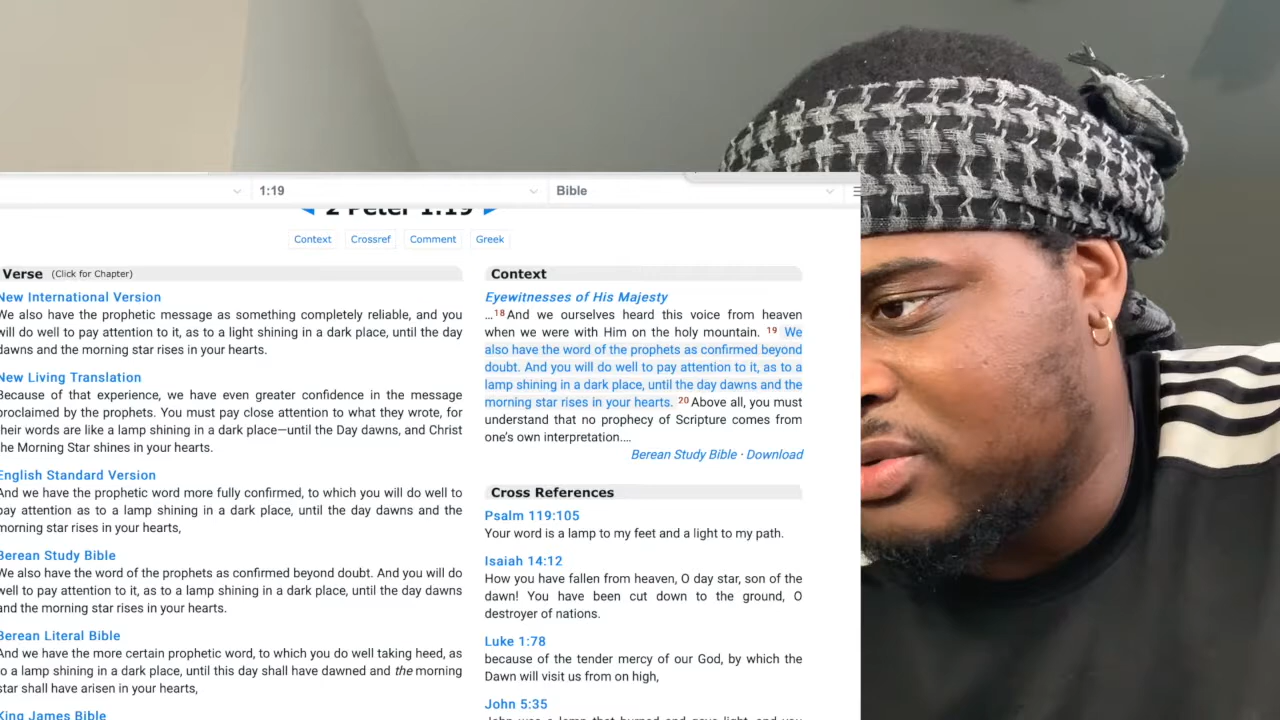 1:19
Bible
2 Peter 1:19
Context
Crossref
Comment
Greek
Verse (Click for Chapter)
New International Version
We also have the prophetic message as something completely reliable, and you
will do well to pay attention to it, as to a light shining in a dark place, until the day
dawns and the morning star rises in your hearts.
New Living Translation
Because of that experience, we have even greater confidence in the message
proclaimed by the prophets. You must pay close attention to what they wrote, for
their words are like a lamp shining in a dark place—until the Day dawns, and Christ
the Morning Star shines in your hearts.
English Standard Version
And we have the prophetic word more fully confirmed, to which you will do well to
pay attention as to a lamp shining in a dark place, until the day dawns and the
morning star rises in your hearts,
Berean Study Bible
We also have the word of the prophets as confirmed beyond doubt. And you will do
well to pay attention to it, as to a lamp shining in a dark place, until the day dawns
and the morning star rises in your hearts.
Berean Literal Bible
And we have the more certain prophetic word, to which you do well taking heed, as
to a lamp shining in a dark place, until this day shall have dawned and the morning
star shall have arisen in your hearts,
King James Bible
Context
Eyewitnesses of His Majesty
…18And we ourselves heard this voice from heaven
when we were with Him on the holy mountain. 19 We
also have the word of the prophets as confirmed beyond
doubt. And you will do well to pay attention to it, as to a
lamp shining in a dark place, until the day dawns and the
morning star rises in your hearts. 20 Above all, you must
understand that no prophecy of Scripture comes from
one’s own interpretation.…
Berean Study Bible · Download
Cross References
Psalm 119:105
Your word is a lamp to my feet and a light to my path.
Isaiah 14:12
How you have fallen from heaven, O day star, son of the
dawn! You have been cut down to the ground, O
destroyer of nations.
Luke 1:78
because of the tender mercy of our God, by which the
Dawn will visit us from on high,
John 5:35
John was a lamp that burned and gave light, and you